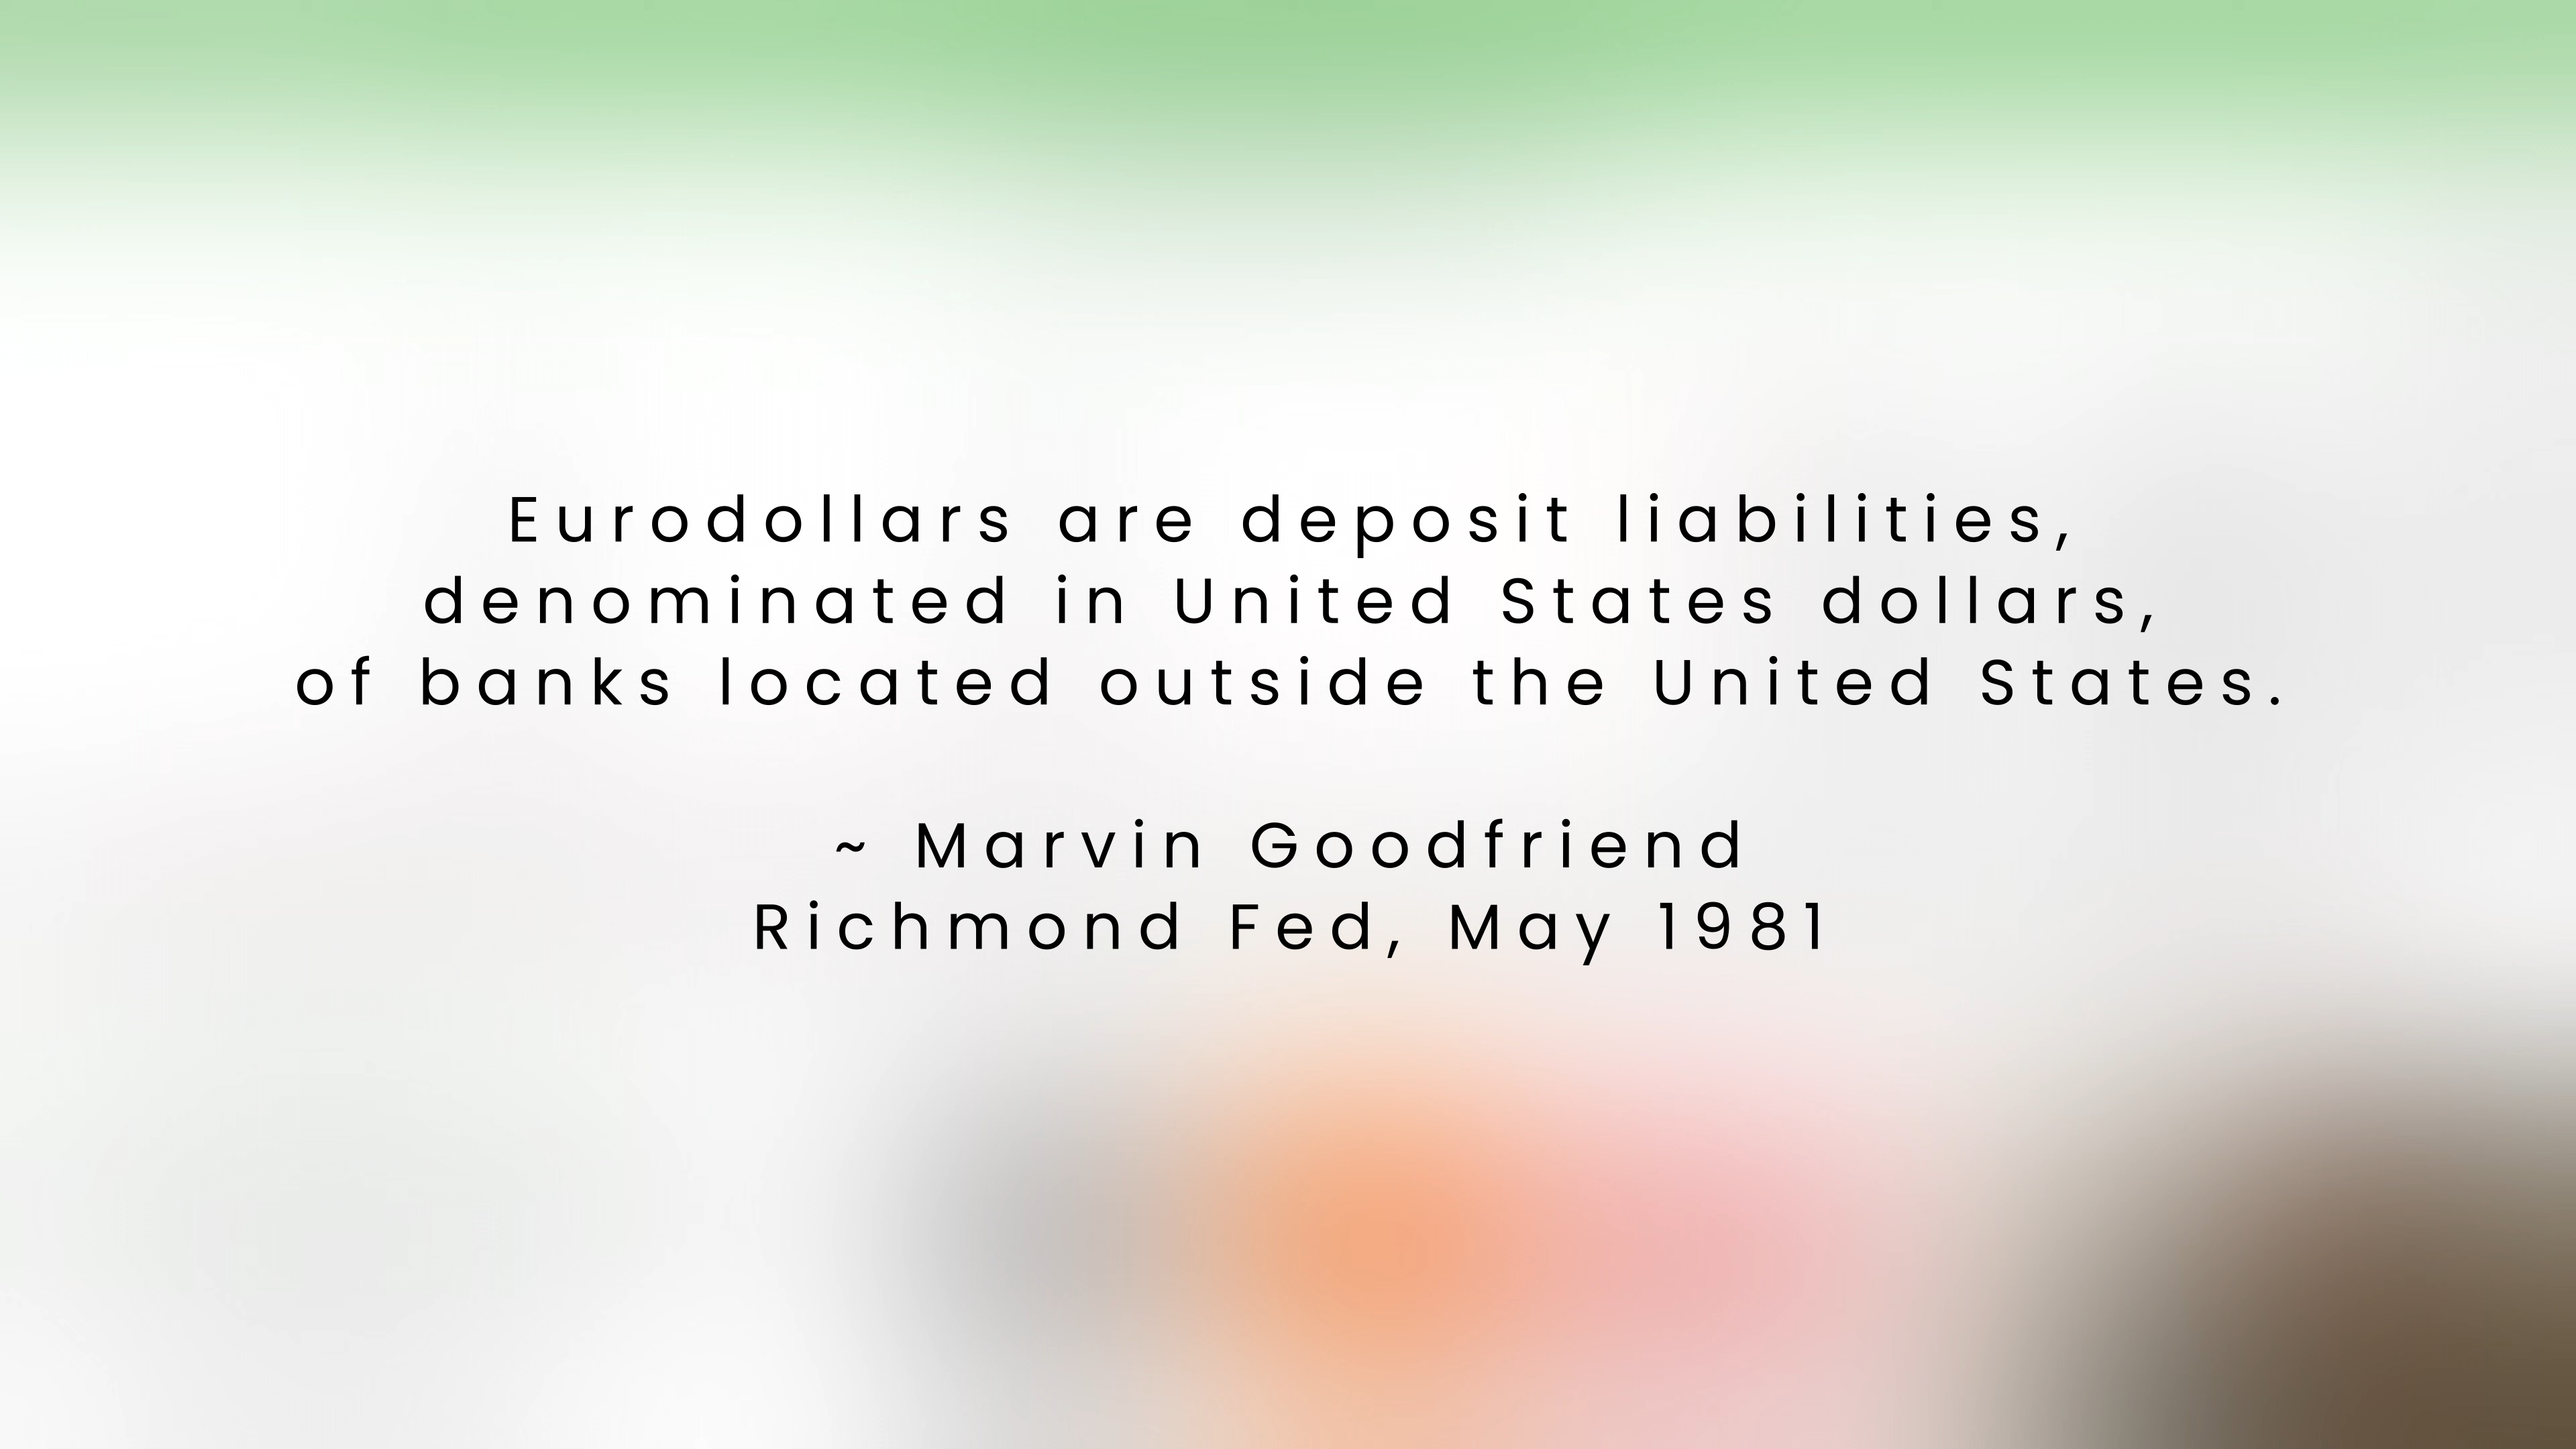 Eurodollars are deposit liabilities,
denominated in United States dollars,
of banks located outside the United States.
~ Marvin Goodfriend
Richmond Fed, May 1981